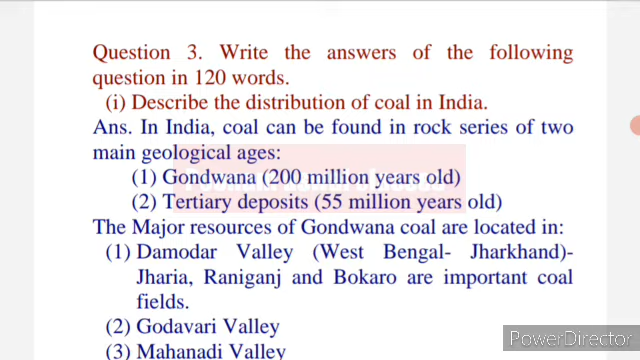 Question 3. Write the answers of the following
question in 120 words.
(i) Describe the distribution of coal in India.
Ans. In India, coal can be found in rock series of two
main geological ages:
(1) Gondwana (200 million years old)
(2) Tertiary deposits (55 million years old)
The Major resources of Gondwana coal are located in:
(1) Damodar Valley (West Bengal- Jharkhand)-
Jharia, Raniganj and Bokaro are important coal
fields.
(2) Godavari Valley
(3) Mahanadi Valley
PowerDirector